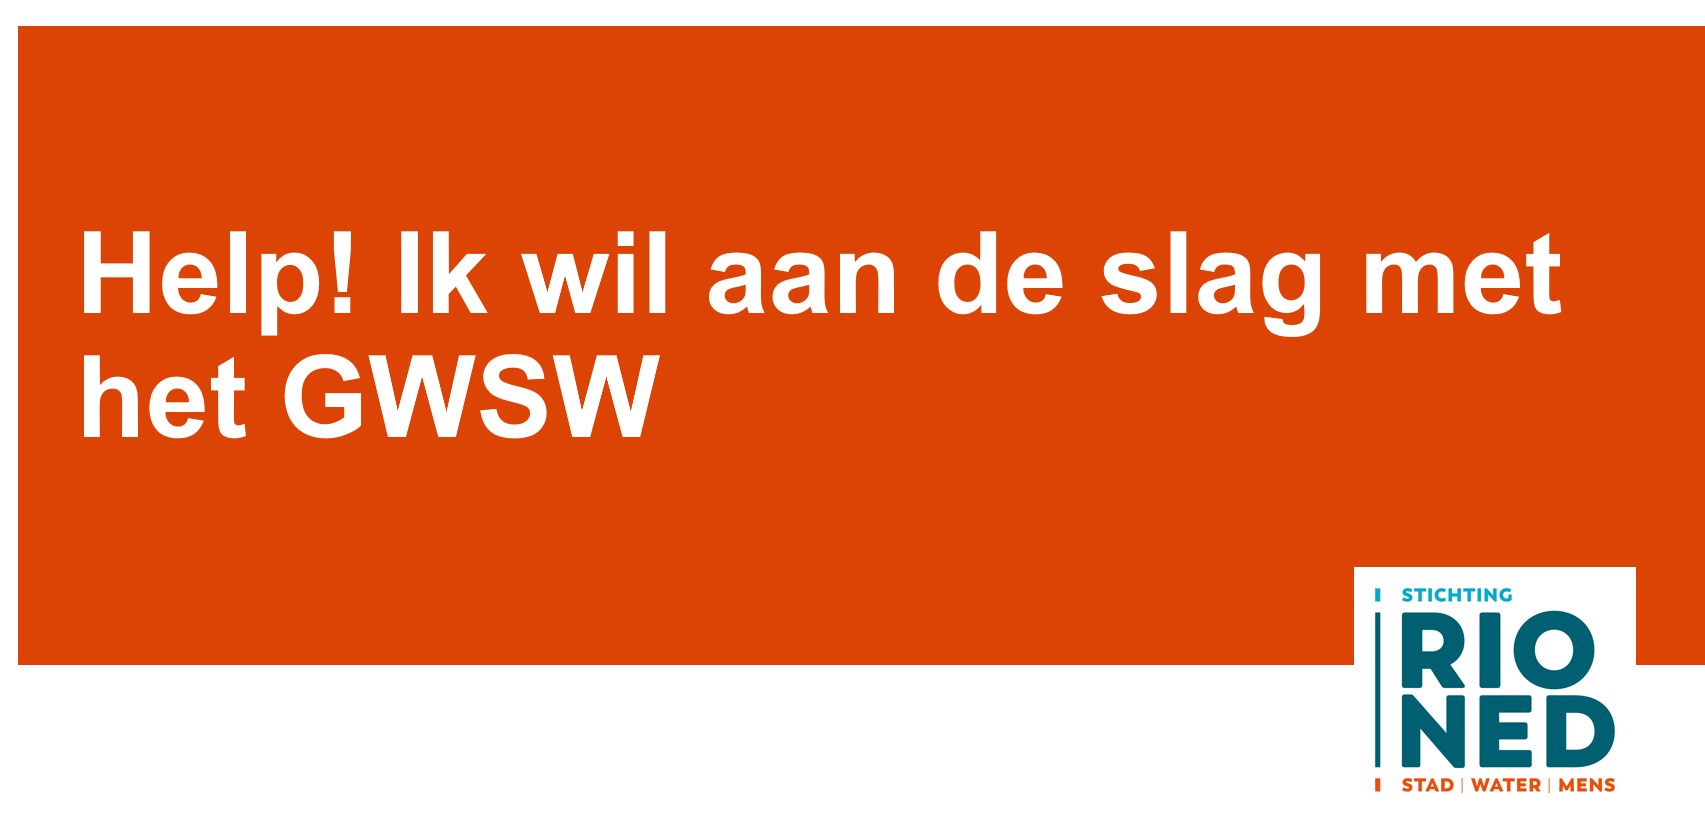 Help! Ik wil aan de slag met
het GWSW
STICHTING
RIO
NED
STAD | WATER | MENS